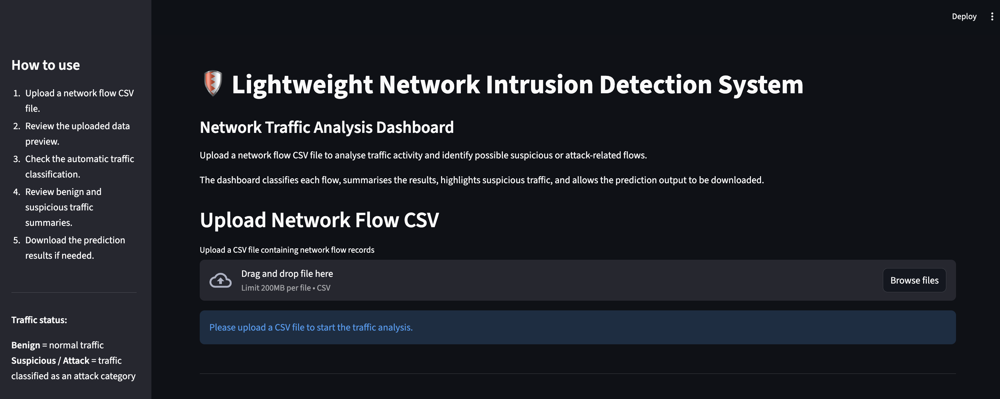 Deploy
How to use
1. Upload a network flow CSV
file.
2. Review the uploaded data
preview.
3. Check the automatic traffic
classification.
4. Review benign and
suspicious traffic
summaries.
5. Download the prediction
results if needed.
Traffic status:
Benign = normal traffic
Suspicious / Attack = traffic
classified as an attack category
Lightweight Network Intrusion Detection System
Network Traffic Analysis Dashboard
Upload a network flow CSV file to analyse traffic activity and identify possible suspicious or attack-related flows.
The dashboard classifies each flow, summarises the results, highlights suspicious traffic, and allows the prediction output to be downloaded.
Upload Network Flow CSV
Upload a CSV file containing network flow records
Drag and drop file here
Limit 200MB per file • CSV
Browse files
Please upload a CSV file to start the traffic analysis.